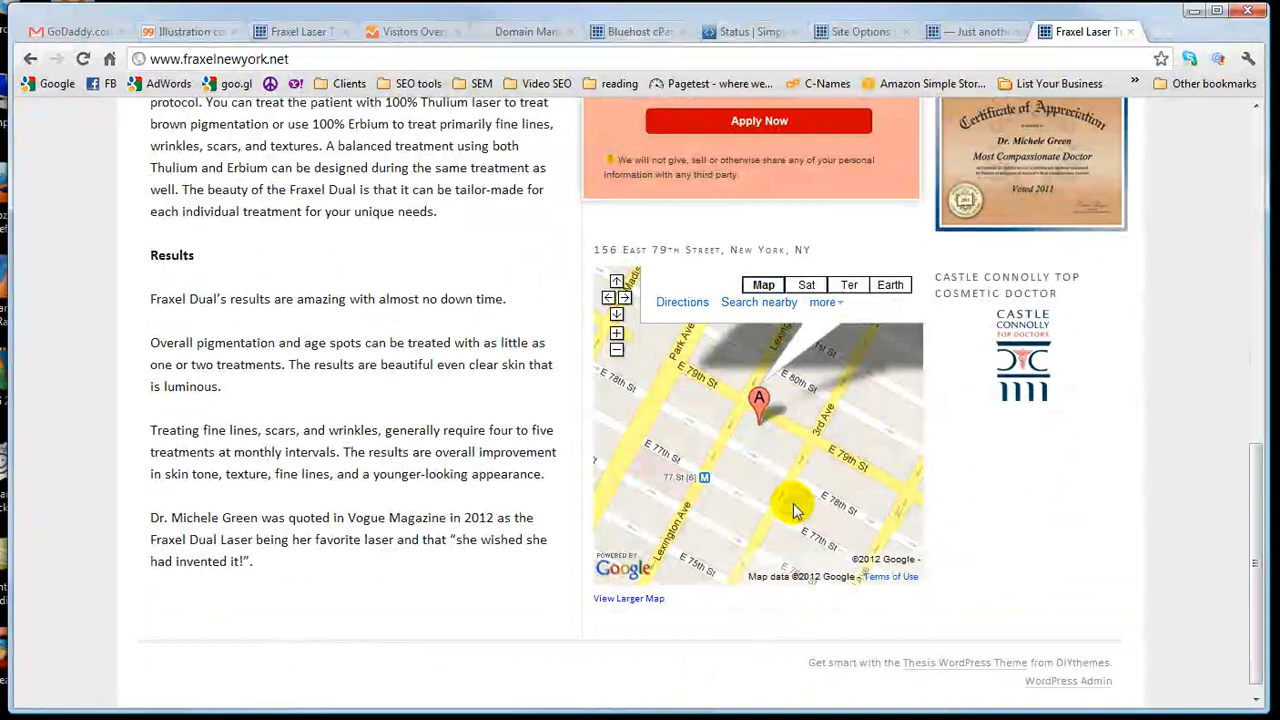 GoDaddy.co
Illustration co
Fraxel Laser T
Visitors Over
Domain Man
Bluehost cPa
Status | Simp
Site Options
— Just anoth
Fraxel Laser Tr
www.fraxelnewyork.net
Google
FB
AdWords
goo.gl
Clients
SEO tools
SEM
Video SEO
reading
Pagetest - where we...
C-Names
Amazon Simple Stor...
List Your Business
Other bookmarks
protocol. You can treat the patient with 100% Thulium laser to treat
brown pigmentation or use 100% Erbium to treat primarily fine lines,
wrinkles, scars, and textures. A balanced treatment using both
Thulium and Erbium can be designed during the same treatment as
well. The beauty of the Fraxel Dual is that it can be tailor-made for
each individual treatment for your unique needs.
Results
Fraxel Dual's results are amazing with almost no down time.
Overall pigmentation and age spots can be treated with as little as
one or two treatments. The results are beautiful even clear skin that
is luminous.
Treating fine lines, scars, and wrinkles, generally require four to five
treatments at monthly intervals. The results are overall improvement
in skin tone, texture, fine lines, and a younger-looking appearance.
Dr. Michele Green was quoted in Vogue Magazine in 2012 as the
Fraxel Dual Laser being her favorite laser and that “she wished she
had invented it!”.
Apply Now
We will not give, sell or otherwise share any of your personal
information with any third party.
156 East 79th Street, New York, NY
Map
Sat
Ter
Earth
Directions
Search nearby
more
Park Ave
E 79th St
E 80th St
E 78th St
A
3rd Ave
E 77th St
E 79th St
77 St [6]
M
E 78th St
Lexington Ave
E 77th St
E 75th St
POWERED BY
Google
©2012 Google -
Map data ©2012 Google - Terms of Use
View Larger Map
Certificate of Appreciation
Dr. Michele Green
Most Compassionate Doctor
Voted 2011
Castle Connolly Top
Cosmetic Doctor
CASTLE
CONNOLLY
FOR DOCTORS.
Get smart with the Thesis WordPress Theme from DIYthemes.
WordPress Admin